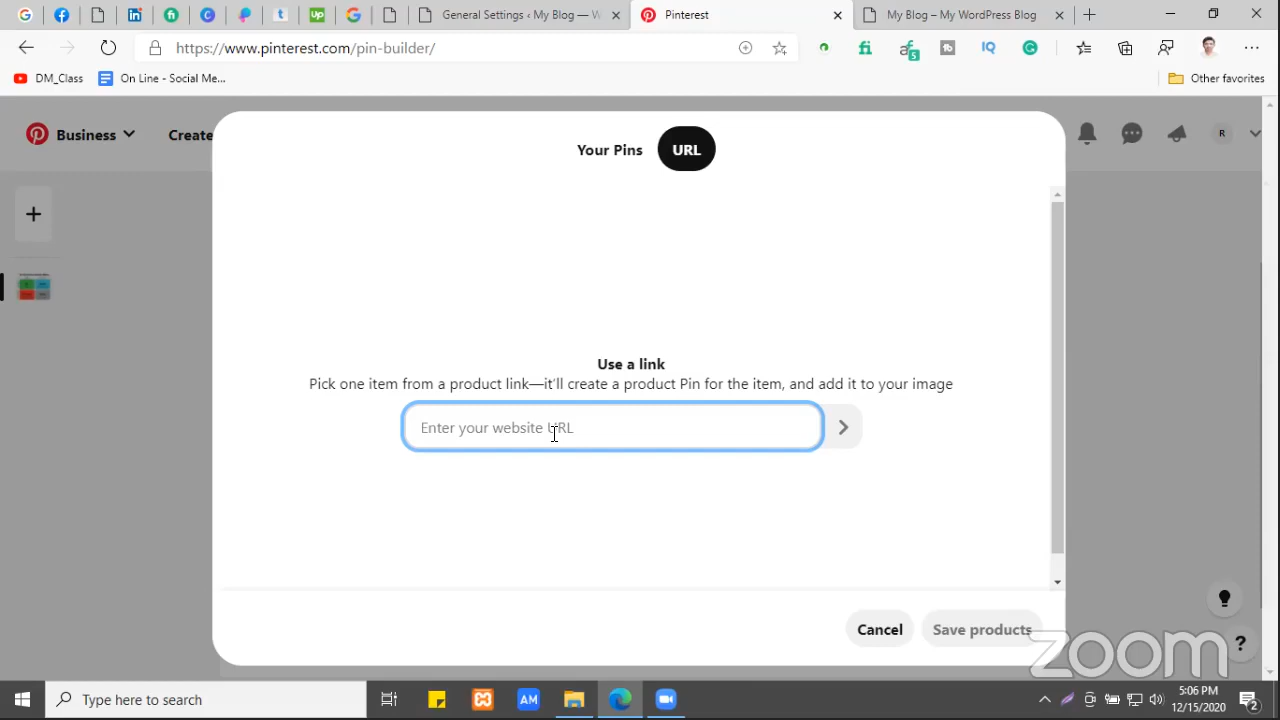 General Settings ‹ My Blog — W
Pinterest
My Blog – My WordPress Blog
https://www.pinterest.com/pin-builder/
5
IQ
DM_Class
On Line - Social Me...
Other favorites
Business
Create
R
Your Pins
URL
Use a link
Pick one item from a product link—it'll create a product Pin for the item, and add it to your image
Enter your website URL
Cancel
Save products
?
zoom
Type here to search
AM
5:06 PM
12/15/2020
2